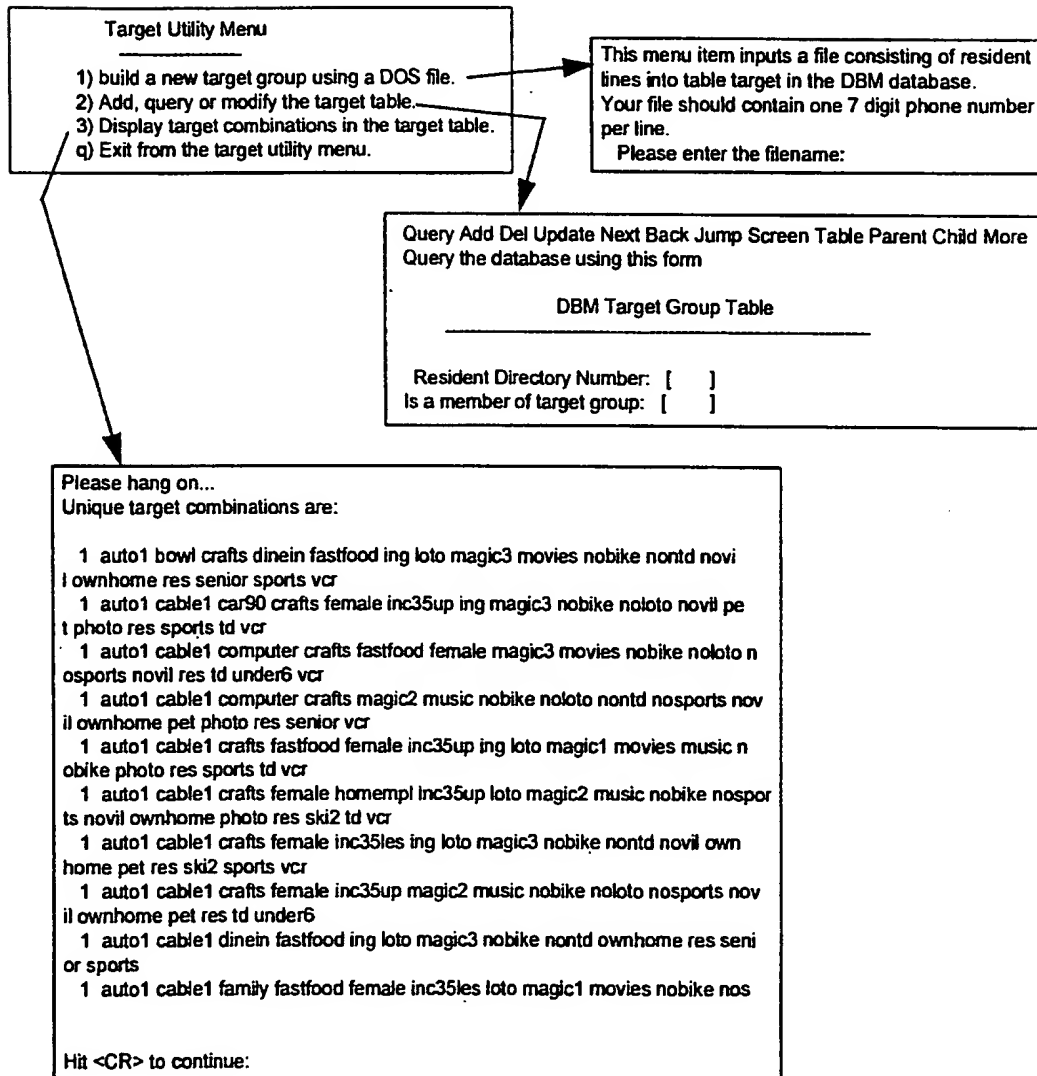 Target Utility Menu
1) build a new target group using a DOS file.
2) Add, query or modify the target table.
3) Display target combinations in the target table.
q) Exit from the target utility menu.
This menu item inputs a file consisting of resident
lines into table target in the DBM database.
Your file should contain one 7 digit phone number
per line.
Please enter the filename:
Query Add Del Update Next Back Jump Screen Table Parent Child More
Query the database using this form
DBM Target Group Table
Resident Directory Number: [ ]
Is a member of target group: [ ]
Please hang on...
Unique target combinations are:
1 auto1 bowl crafts dinein fastfood ing loto magic3 movies nobike nontd novi
l ownhome res senior sports vcr
1 auto1 cable1 car90 crafts female inc35up ing magic3 nobike noloto novil pe
t photo res sports td vcr
1 auto1 cable1 computer crafts fastfood female magic3 movies nobike noloto n
osports novil res td under6 vcr
1 auto1 cable1 computer crafts magic2 music nobike noloto nontd nosports nov
il ownhome pet photo res senior vcr
1 auto1 cable1 crafts fastfood female inc35up ing loto magic1 movies music n
obike photo res sports td vcr
1 auto1 cable1 crafts female homempl inc35up loto magic2 music nobike nospor
ts novil ownhome photo res ski2 td vcr
1 auto1 cable1 crafts female inc35les ing loto magic3 nobike nontd novil own
home pet res ski2 sports vcr
1 auto1 cable1 crafts female inc35up magic2 music nobike noloto nosports nov
il ownhome pet res td under6
1 auto1 cable1 dinein fastfood ing loto magic3 nobike nontd ownhome res seni
or sports
1 auto1 cable1 family fastfood female inc35les loto magic1 movies nobike nos
Hit <CR> to continue: